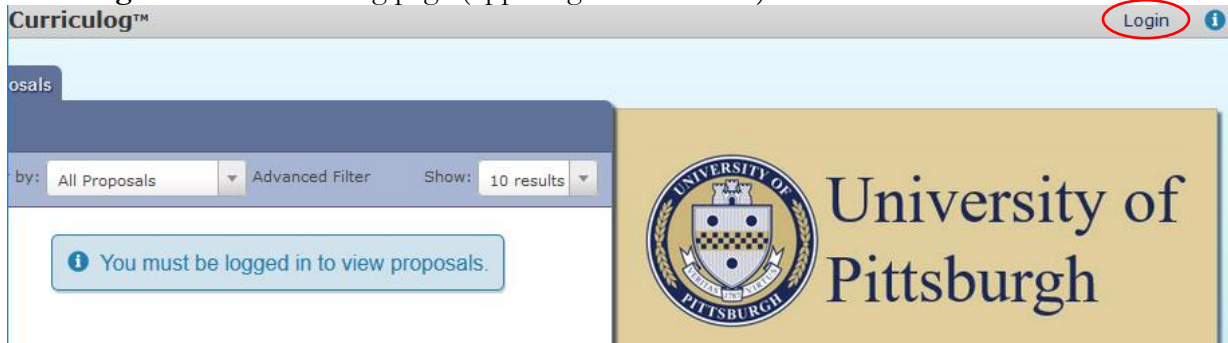 Curriculog™
Login
osals
by: All Proposals Advanced Filter Show: 10 results
You must be logged in to view proposals.
UNIVERSITY OF
PITTSBURGH
VERITAS 1787 VIRTUS
University of
Pittsburgh